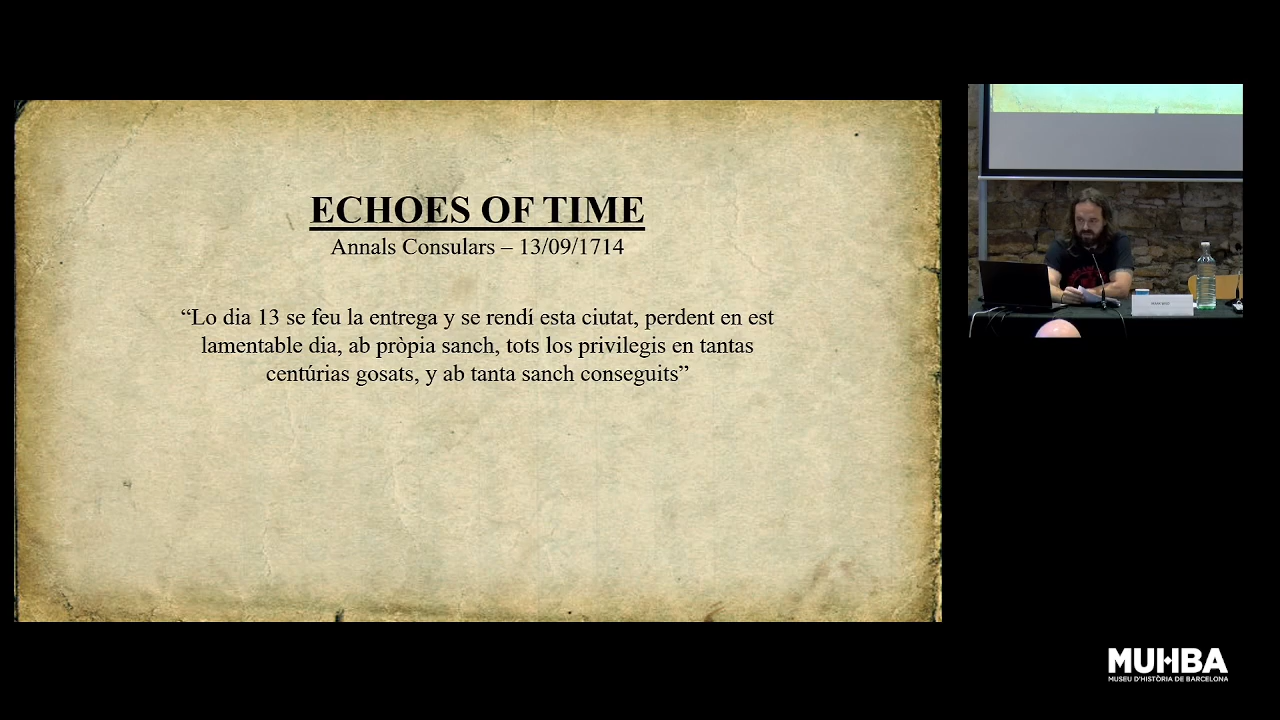 ECHOES OF TIME
Annals Consulars – 13/09/1714
“Lo dia 13 se feu la entrega y se rendí esta ciutat, perdent en est
lamentable dia, ab pròpia sanch, tots los privilegis en tantas
centúrias gosats, y ab tanta sanch conseguits”
MUHBA
MUSEU D'HISTÒRIA DE BARCELONA